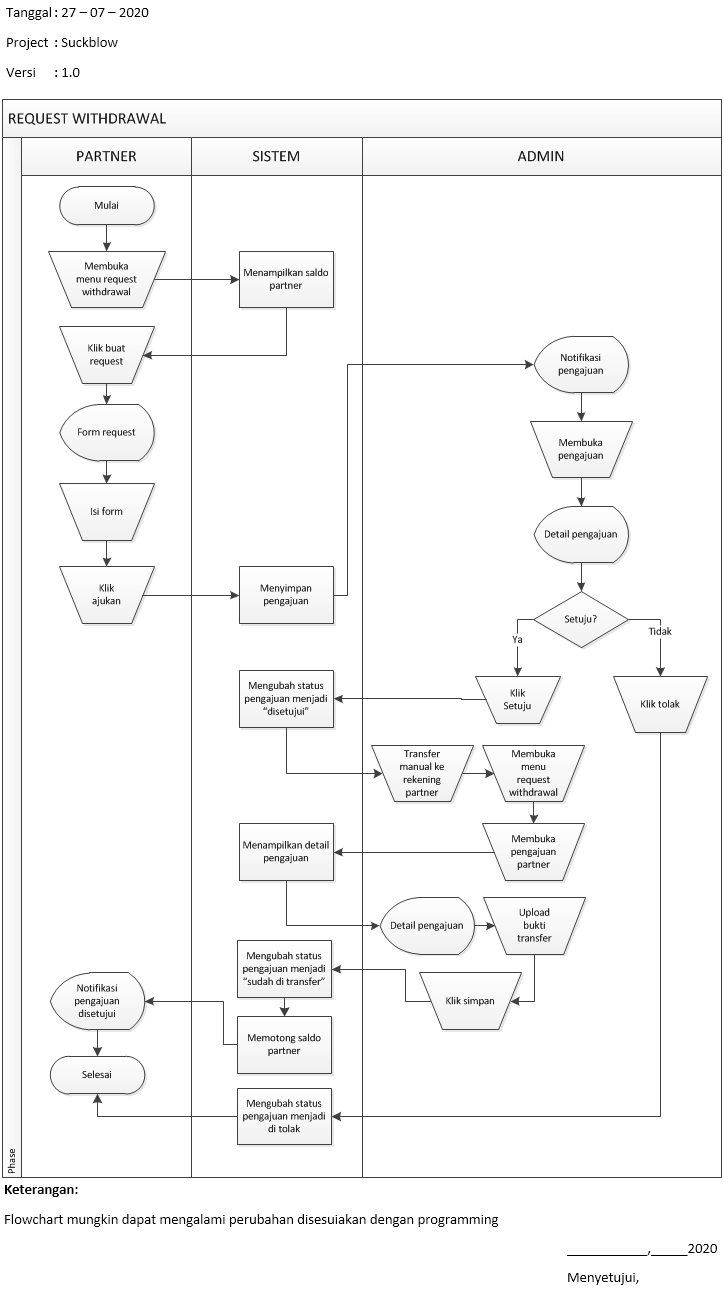 Tanggal : 27 – 07 – 2020
Project : Suckblow
Versi : 1.0
REQUEST WITHDRAWAL
PARTNER
SISTEM
ADMIN
Mulai
Membuka
menu request
withdrawal
Menampilkan saldo
partner
Klik buat
request
Notifikasi
pengajuan
Form request
Membuka
pengajuan
Isi form
Detail pengajuan
Klik
ajukan
Menyimpan
pengajuan
Setuju?
Ya
Tidak
Mengubah status
pengajuan menjadi
“disetujui”
Klik
Setuju
Klik tolak
Transfer
manual ke
rekening
partner
Membuka
menu
request
withdrawal
Menampilkan detail
pengajuan
Membuka
pengajuan
partner
Detail pengajuan
Upload
bukti
transfer
Mengubah status
pengajuan menjadi
“sudah di transfer”
Notifikasi
pengajuan
disetujui
Klik simpan
Memotong saldo
partner
Selesai
Mengubah status
pengajuan menjadi
di tolak
Phase
Keterangan:
Flowchart mungkin dapat mengalami perubahan disesuiakan dengan programming
____________,_____2020
Menyetujui,